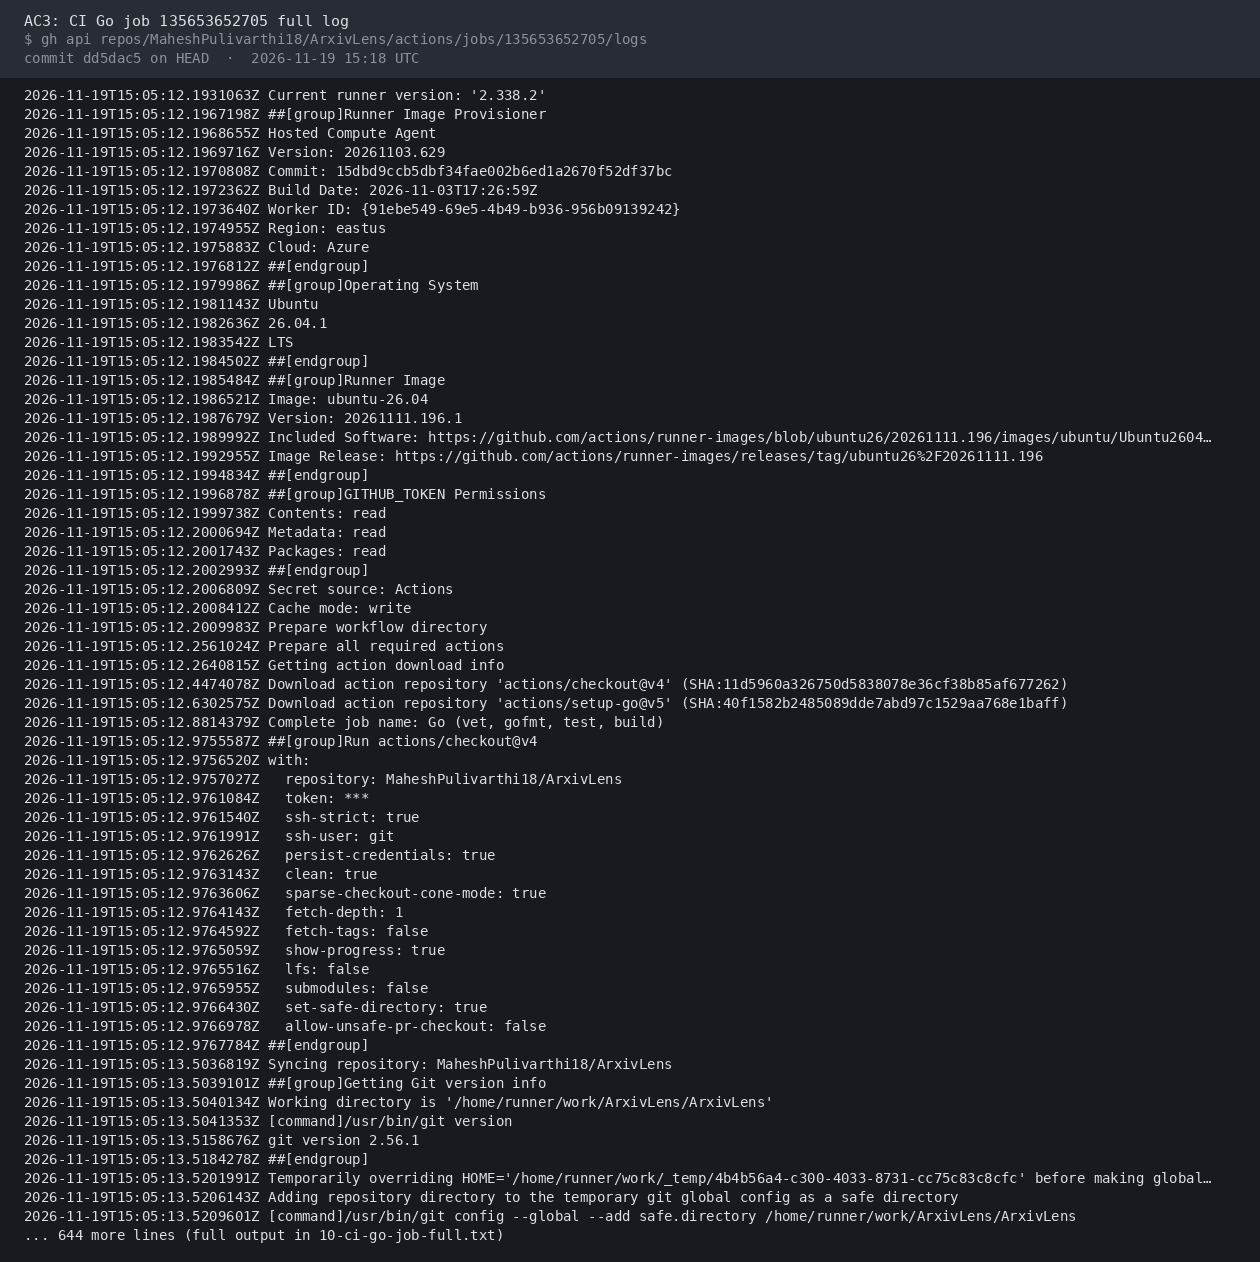 AC3: CI Go job 135653652705 full log
$ gh api repos/MaheshPulivarthi18/ArxivLens/actions/jobs/135653652705/logs
commit dd5dac5 on HEAD  ·  2026-11-19 15:18 UTC
2026-11-19T15:05:12.1931063Z Current runner version: '2.338.2'
2026-11-19T15:05:12.1967198Z ##[group]Runner Image Provisioner
2026-11-19T15:05:12.1968655Z Hosted Compute Agent
2026-11-19T15:05:12.1969716Z Version: 20261103.629
2026-11-19T15:05:12.1970808Z Commit: 15dbd9ccb5dbf34fae002b6ed1a2670f52df37bc
2026-11-19T15:05:12.1972362Z Build Date: 2026-11-03T17:26:59Z
2026-11-19T15:05:12.1973640Z Worker ID: {91ebe549-69e5-4b49-b936-956b09139242}
2026-11-19T15:05:12.1974955Z Region: eastus
2026-11-19T15:05:12.1975883Z Cloud: Azure
2026-11-19T15:05:12.1976812Z ##[endgroup]
2026-11-19T15:05:12.1979986Z ##[group]Operating System
2026-11-19T15:05:12.1981143Z Ubuntu
2026-11-19T15:05:12.1982636Z 26.04.1
2026-11-19T15:05:12.1983542Z LTS
2026-11-19T15:05:12.1984502Z ##[endgroup]
2026-11-19T15:05:12.1985484Z ##[group]Runner Image
2026-11-19T15:05:12.1986521Z Image: ubuntu-26.04
2026-11-19T15:05:12.1987679Z Version: 20261111.196.1
2026-11-19T15:05:12.1989992Z Included Software: https://github.com/actions/runner-images/blob/ubuntu26/20261111.196/images/ubuntu/Ubuntu2604…
2026-11-19T15:05:12.1992955Z Image Release: https://github.com/actions/runner-images/releases/tag/ubuntu26%2F20261111.196
2026-11-19T15:05:12.1994834Z ##[endgroup]
2026-11-19T15:05:12.1996878Z ##[group]GITHUB_TOKEN Permissions
2026-11-19T15:05:12.1999738Z Contents: read
2026-11-19T15:05:12.2000694Z Metadata: read
2026-11-19T15:05:12.2001743Z Packages: read
2026-11-19T15:05:12.2002993Z ##[endgroup]
2026-11-19T15:05:12.2006809Z Secret source: Actions
2026-11-19T15:05:12.2008412Z Cache mode: write
2026-11-19T15:05:12.2009983Z Prepare workflow directory
2026-11-19T15:05:12.2561024Z Prepare all required actions
2026-11-19T15:05:12.2640815Z Getting action download info
2026-11-19T15:05:12.4474078Z Download action repository 'actions/checkout@v4' (SHA:11d5960a326750d5838078e36cf38b85af677262)
2026-11-19T15:05:12.6302575Z Download action repository 'actions/setup-go@v5' (SHA:40f1582b2485089dde7abd97c1529aa768e1baff)
2026-11-19T15:05:12.8814379Z Complete job name: Go (vet, gofmt, test, build)
2026-11-19T15:05:12.9755587Z ##[group]Run actions/checkout@v4
2026-11-19T15:05:12.9756520Z with:
2026-11-19T15:05:12.9757027Z   repository: MaheshPulivarthi18/ArxivLens
2026-11-19T15:05:12.9761084Z   token: ***
2026-11-19T15:05:12.9761540Z   ssh-strict: true
2026-11-19T15:05:12.9761991Z   ssh-user: git
2026-11-19T15:05:12.9762626Z   persist-credentials: true
2026-11-19T15:05:12.9763143Z   clean: true
2026-11-19T15:05:12.9763606Z   sparse-checkout-cone-mode: true
2026-11-19T15:05:12.9764143Z   fetch-depth: 1
2026-11-19T15:05:12.9764592Z   fetch-tags: false
2026-11-19T15:05:12.9765059Z   show-progress: true
2026-11-19T15:05:12.9765516Z   lfs: false
2026-11-19T15:05:12.9765955Z   submodules: false
2026-11-19T15:05:12.9766430Z   set-safe-directory: true
2026-11-19T15:05:12.9766978Z   allow-unsafe-pr-checkout: false
2026-11-19T15:05:12.9767784Z ##[endgroup]
2026-11-19T15:05:13.5036819Z Syncing repository: MaheshPulivarthi18/ArxivLens
2026-11-19T15:05:13.5039101Z ##[group]Getting Git version info
2026-11-19T15:05:13.5040134Z Working directory is '/home/runner/work/ArxivLens/ArxivLens'
2026-11-19T15:05:13.5041353Z [command]/usr/bin/git version
2026-11-19T15:05:13.5158676Z git version 2.56.1
2026-11-19T15:05:13.5184278Z ##[endgroup]
2026-11-19T15:05:13.5201991Z Temporarily overriding HOME='/home/runner/work/_temp/4b4b56a4-c300-4033-8731-cc75c83c8cfc' before making global…
2026-11-19T15:05:13.5206143Z Adding repository directory to the temporary git global config as a safe directory
2026-11-19T15:05:13.5209601Z [command]/usr/bin/git config --global --add safe.directory /home/runner/work/ArxivLens/ArxivLens
... 644 more lines (full output in 10-ci-go-job-full.txt)